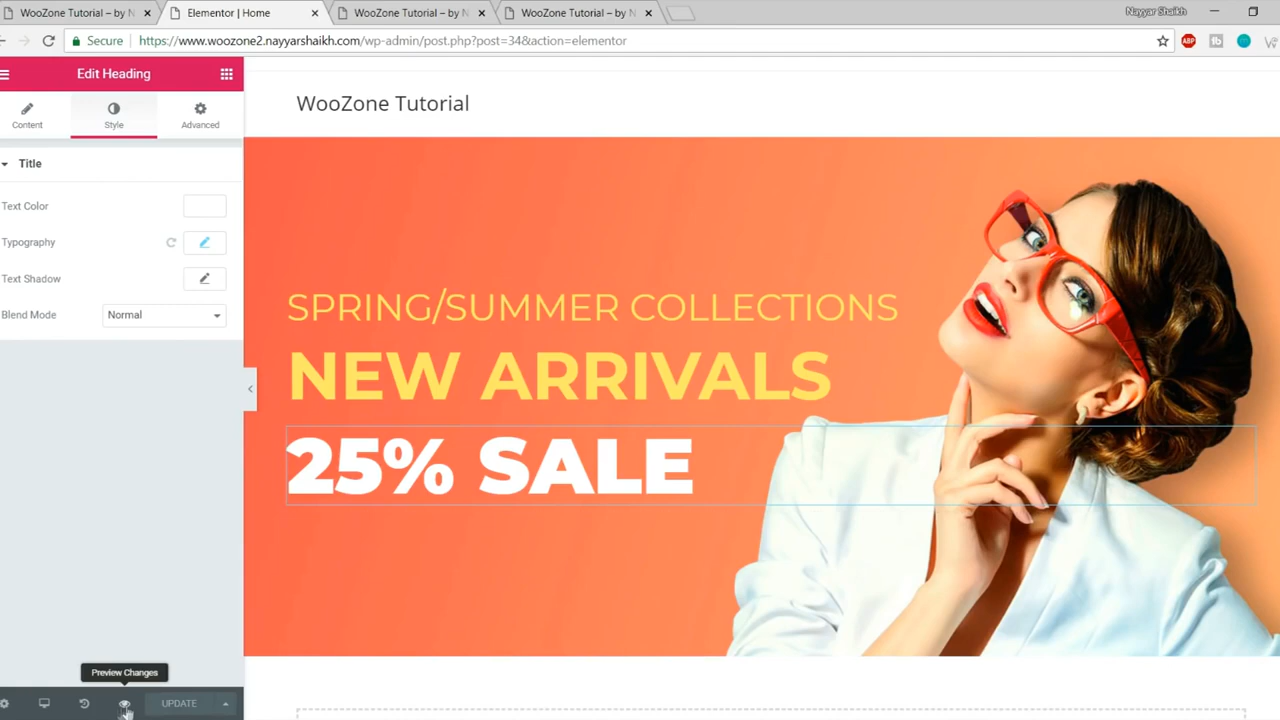 WooZone Tutorial – by N
Elementor | Home
WooZone Tutorial – by N
WooZone Tutorial – by N
Nayyar Shaikh
Secure
https://www.woozone2.nayyarshaikh.com/wp-admin/post.php?post=34&action=elementor
ABP
Edit Heading
Content
Style
Advanced
Title
Text Color
Typography
Text Shadow
Blend Mode
Normal
Preview Changes
UPDATE
WooZone Tutorial
SPRING/SUMMER COLLECTIONS
NEW ARRIVALS
25% SALE